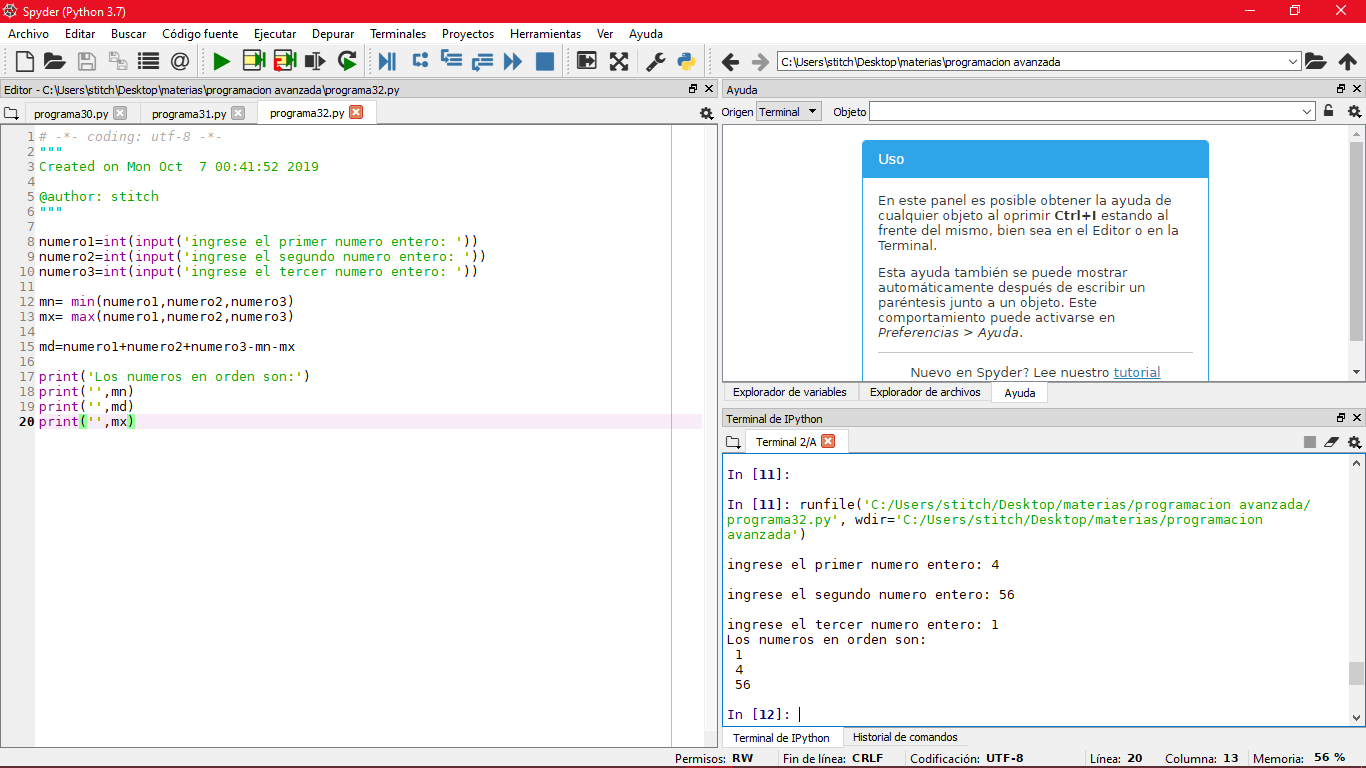 Spyder (Python 3.7)
Archivo Editar Buscar Código fuente Ejecutar Depurar Terminales Proyectos Herramientas Ver Ayuda
C:\Users\stitch\Desktop\materias\programacion avanzada
Editor - C:\Users\stitch\Desktop\materias\programacion avanzada\programa32.py
programa30.py programa31.py programa32.py
1 # -*- coding: utf-8 -*-
2 """
3 Created on Mon Oct  7 00:41:52 2019
4
5 @author: stitch
6 """
7
8 numero1=int(input('ingrese el primer numero entero: '))
9 numero2=int(input('ingrese el segundo numero entero: '))
10 numero3=int(input('ingrese el tercer numero entero: '))
11
12 mn= min(numero1,numero2,numero3)
13 mx= max(numero1,numero2,numero3)
14
15 md=numero1+numero2+numero3-mn-mx
16
17 print('Los numeros en orden son:')
18 print('',mn)
19 print('',md)
20 print('',mx)
Ayuda
Origen Terminal Objeto
Uso
En este panel es posible obtener la ayuda de
cualquier objeto al oprimir Ctrl+I estando al
frente del mismo, bien sea en el Editor o en la
Terminal.
Esta ayuda también se puede mostrar
automáticamente después de escribir un
paréntesis junto a un objeto. Este
comportamiento puede activarse en
Preferencias > Ayuda.
Nuevo en Spyder? Lee nuestro tutorial
Explorador de variables Explorador de archivos Ayuda
Terminal de IPython
Terminal 2/A
In [11]:
In [11]: runfile('C:/Users/stitch/Desktop/materias/programacion avanzada/
programa32.py', wdir='C:/Users/stitch/Desktop/materias/programacion
avanzada')
ingrese el primer numero entero: 4
ingrese el segundo numero entero: 56
ingrese el tercer numero entero: 1
Los numeros en orden son:
1
4
56
In [12]:
Terminal de IPython Historial de comandos
Permisos: RW Fin de línea: CRLF Codificación: UTF-8 Línea: 20 Columna: 13 Memoria: 56 %